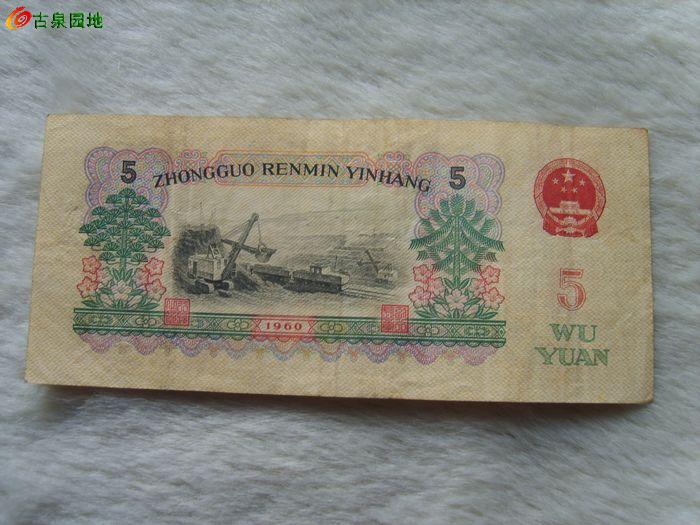 古泉园地
5 ZHONGGUO RENMIN YINHANG 5
1960
5
WU
YUAN